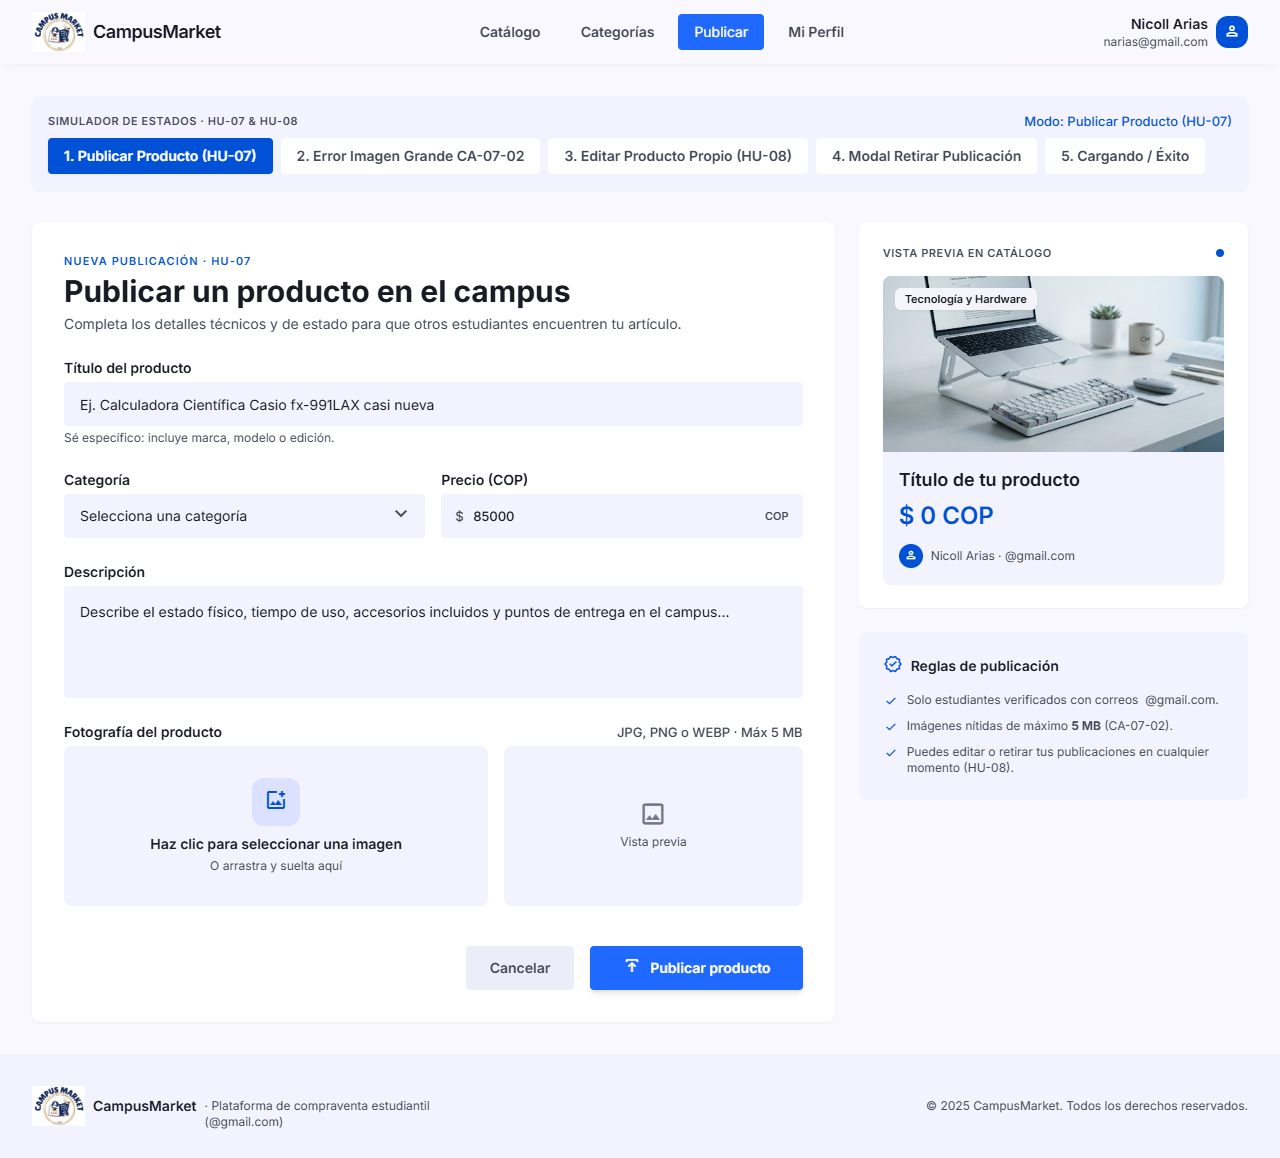 CAMPUS MARKET
CampusMarket
Catálogo
Categorías
Publicar
Mi Perfil
Nicoll Arias
narias@gmail.com
SIMULADOR DE ESTADOS · HU-07 & HU-08
Modo: Publicar Producto (HU-07)
1. Publicar Producto (HU-07)
2. Error Imagen Grande CA-07-02
3. Editar Producto Propio (HU-08)
4. Modal Retirar Publicación
5. Cargando / Éxito
NUEVA PUBLICACIÓN · HU-07
Publicar un producto en el campus
Completa los detalles técnicos y de estado para que otros estudiantes encuentren tu artículo.
Título del producto
Ej. Calculadora Científica Casio fx-991LAX casi nueva
Sé específico: incluye marca, modelo o edición.
Categoría
Selecciona una categoría
Precio (COP)
$ 85000 COP
Descripción
Describe el estado físico, tiempo de uso, accesorios incluidos y puntos de entrega en el campus...
Fotografía del producto
JPG, PNG o WEBP · Máx 5 MB
Haz clic para seleccionar una imagen
O arrastra y suelta aquí
Vista previa
Cancelar
Publicar producto
VISTA PREVIA EN CATÁLOGO
Tecnología y Hardware
Título de tu producto
$ 0 COP
Nicoll Arias · @gmail.com
Reglas de publicación
Solo estudiantes verificados con correos @gmail.com.
Imágenes nítidas de máximo 5 MB (CA-07-02).
Puedes editar o retirar tus publicaciones en cualquier
momento (HU-08).
CAMPUS MARKET
CampusMarket
· Plataforma de compraventa estudiantil
(@gmail.com)
© 2025 CampusMarket. Todos los derechos reservados.